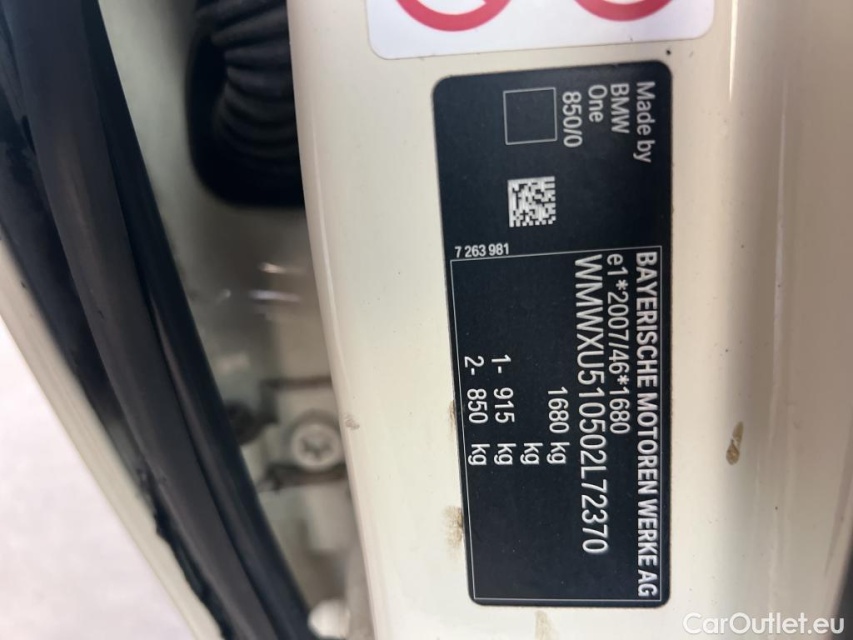 Made by
BMW
One
850/0
7 263 981
BAYERISCHE MOTOREN WERKE AG
e1*2007/46*1680
WMWXU510502L72370
1680 kg
kg
1- 915 kg
2- 850 kg
CarOutlet.eu